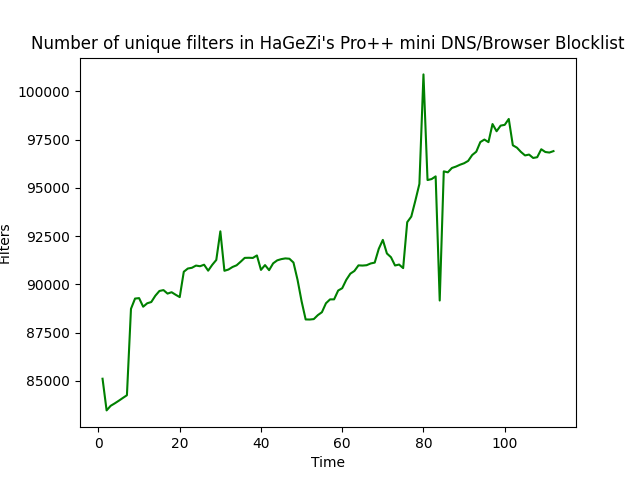 Number of unique filters in HaGeZi's Pro++ mini DNS/Browser Blocklist
100000
97500
95000
92500
90000
87500
85000
Filters
0 20 40 60 80 100
Time